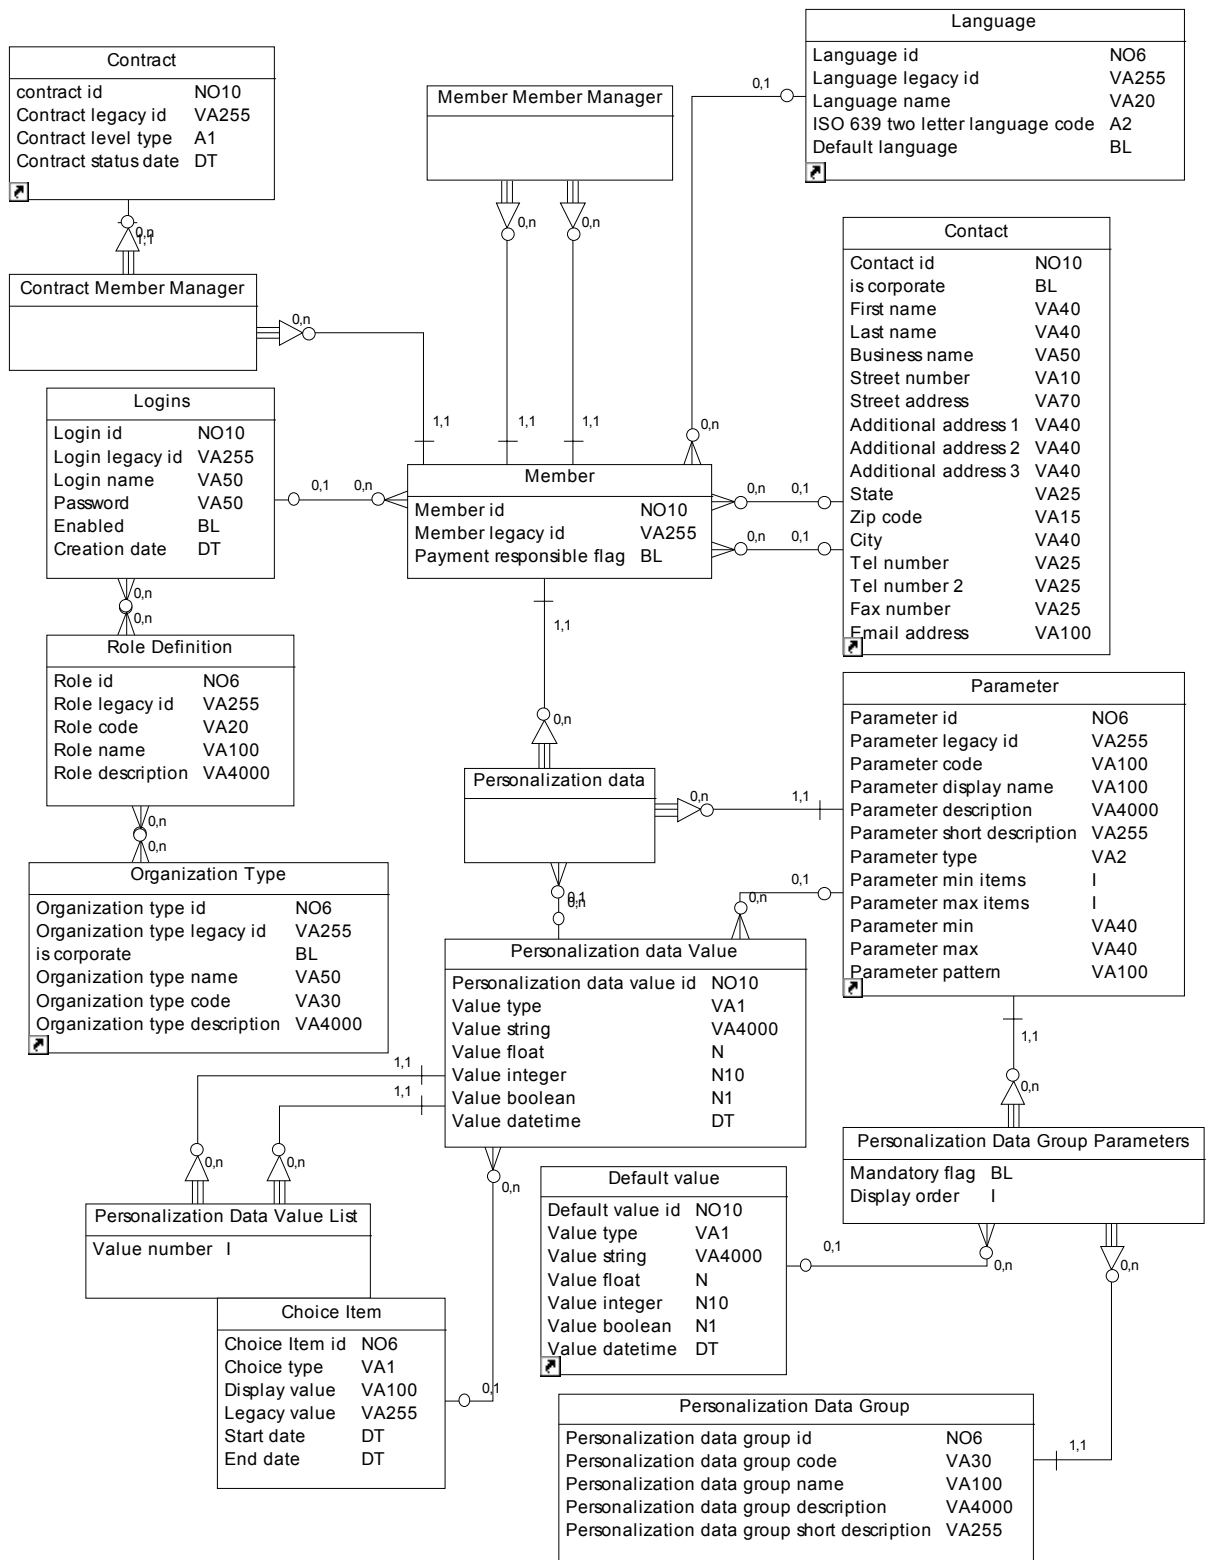 Language
Language id NO6
Language legacy id VA255
Language name VA20
ISO 639 two letter language code A2
Default language BL
Contract
contract id NO10
Contract legacy id VA255
Contract level type A1
Contract status date DT
Member Member Manager
0,1
0,n
0,n
0,n
1,1
Contract Member Manager
0,n
Contact
Contact id NO10
is corporate BL
First name VA40
Last name VA40
Business name VA50
Street number VA10
Street address VA70
Additional address 1 VA40
Additional address 2 VA40
Additional address 3 VA40
State VA25
Zip code VA15
City VA40
Tel number VA25
Tel number 2 VA25
Fax number VA25
Email address VA100
Logins
Login id NO10
Login legacy id VA255
Login name VA50
Password VA50
Enabled BL
Creation date DT
1,1
1,1
1,1
0,n
0,1
0,n
Member
Member id NO10
Member legacy id VA255
Payment responsible flag BL
0,n
0,1
0,n
0,1
0,n
0,n
1,1
Role Definition
Role id NO6
Role legacy id VA255
Role code VA20
Role name VA100
Role description VA4000
0,n
Parameter
Parameter id NO6
Parameter legacy id VA255
Parameter code VA100
Parameter display name VA100
Parameter description VA4000
Parameter short description VA255
Parameter type VA2
Parameter min items I
Parameter max items I
Parameter min VA40
Parameter max VA40
Parameter pattern VA100
Personalization data
0,n
1,1
0,n
0,n
Organization Type
Organization type id NO6
Organization type legacy id VA255
is corporate BL
Organization type name VA50
Organization type code VA30
Organization type description VA4000
0,1
0,n
0,n
0,1
Personalization data Value
Personalization data value id NO10
Value type VA1
Value string VA4000
Value float N
Value integer N10
Value boolean N1
Value datetime DT
1,1
1,1
1,1
0,n
0,n
0,n
0,n
Personalization Data Group Parameters
Mandatory flag BL
Display order I
Personalization Data Value List
Value number I
Default value
Default value id NO10
Value type VA1
Value string VA4000
Value float N
Value integer N10
Value boolean N1
Value datetime DT
0,1
0,n
0,n
Choice Item
Choice Item id NO6
Choice type VA1
Display value VA100
Legacy value VA255
Start date DT
End date DT
0,1
Personalization Data Group
Personalization data group id NO6
Personalization data group code VA30
Personalization data group name VA100
Personalization data group description VA4000
Personalization data group short description VA255
1,1